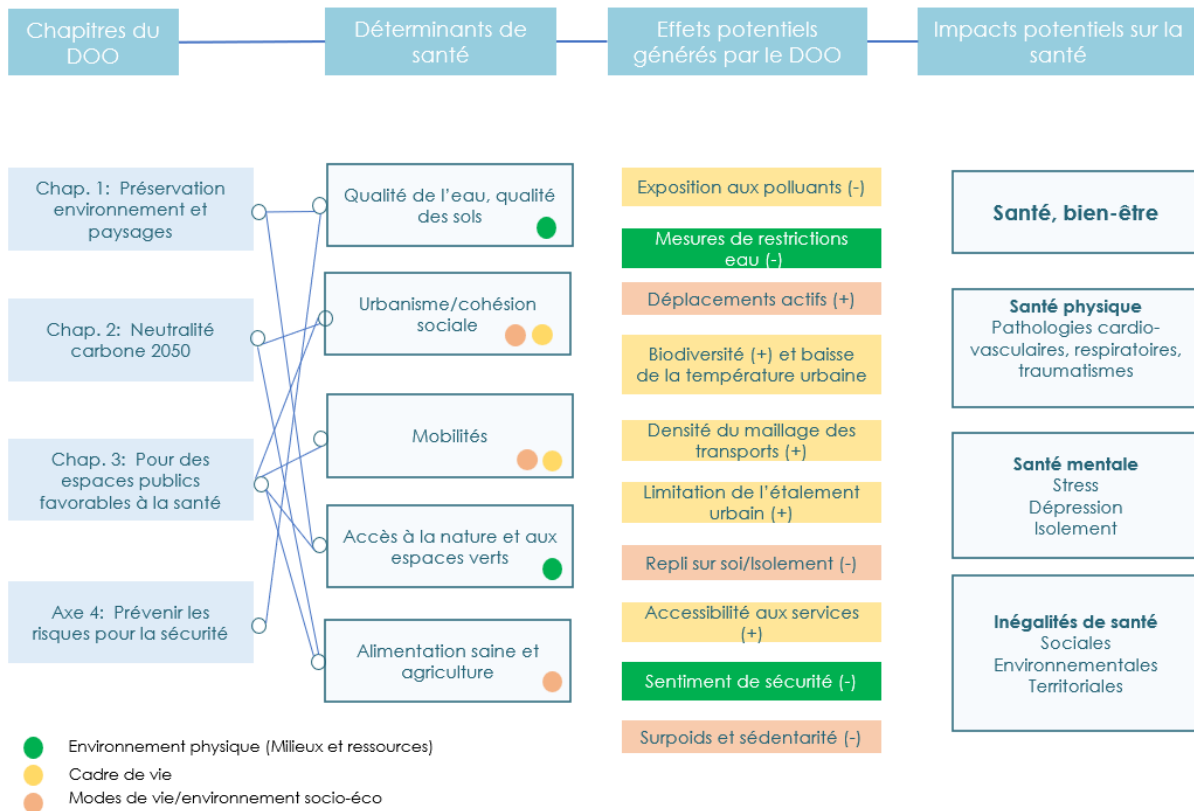 Chapitres du
DOO
Déterminants de
santé
Effets potentiels
générés par le DOO
Impacts potentiels sur la
santé
Chap. 1: Préservation
environnement et
paysages
Chap. 2: Neutralité
carbone 2050
Chap. 3: Pour des
espaces publics
favorables à la santé
Axe 4: Prévenir les
risques pour la sécurité
Qualité de l’eau, qualité
des sols
Urbanisme/cohésion
sociale
Mobilités
Accès à la nature et aux
espaces verts
Alimentation saine et
agriculture
Exposition aux polluants (-)
Mesures de restrictions
eau (-)
Déplacements actifs (+)
Biodiversité (+) et baisse
de la température urbaine
Densité du maillage des
transports (+)
Limitation de l’étalement
urbain (+)
Repli sur soi/Isolement (-)
Accessibilité aux services
(+)
Sentiment de sécurité (-)
Surpoids et sédentarité (-)
Santé, bien-être
Santé physique
Pathologies cardio-
vasculaires, respiratoires,
traumatismes
Santé mentale
Stress
Dépression
Isolement
Inégalités de santé
Sociales
Environnementales
Territoriales
Environnement physique (Milieux et ressources)
Cadre de vie
Modes de vie/environnement socio-éco